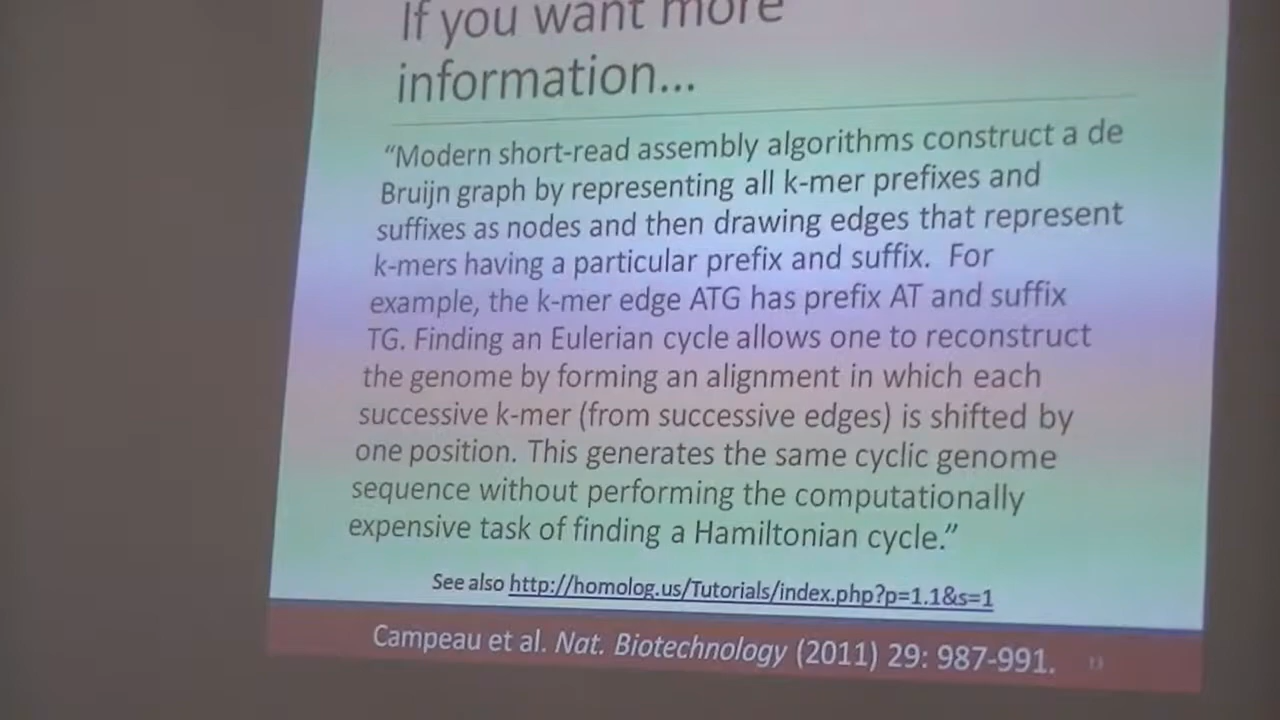 If you want more
information...
“Modern short-read assembly algorithms construct a de
Bruijn graph by representing all k-mer prefixes and
suffixes as nodes and then drawing edges that represent
k-mers having a particular prefix and suffix.  For
example, the k-mer edge ATG has prefix AT and suffix
TG. Finding an Eulerian cycle allows one to reconstruct
the genome by forming an alignment in which each
successive k-mer (from successive edges) is shifted by
one position. This generates the same cyclic genome
sequence without performing the computationally
expensive task of finding a Hamiltonian cycle.”
See also http://homolog.us/Tutorials/index.php?p=1.1&s=1
Campeau et al. Nat. Biotechnology (2011) 29: 987-991.